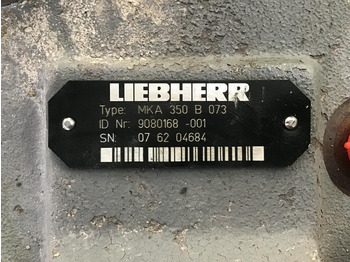 LIEBHERR
Type: MKA 350 B 073
ID Nr: 9080168 -001
SN: 07 62 04684